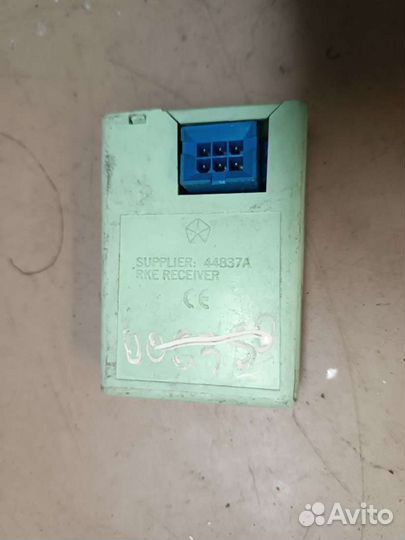 SUPPLIER: 44837A
RKE RECEIVER
CE
Avito